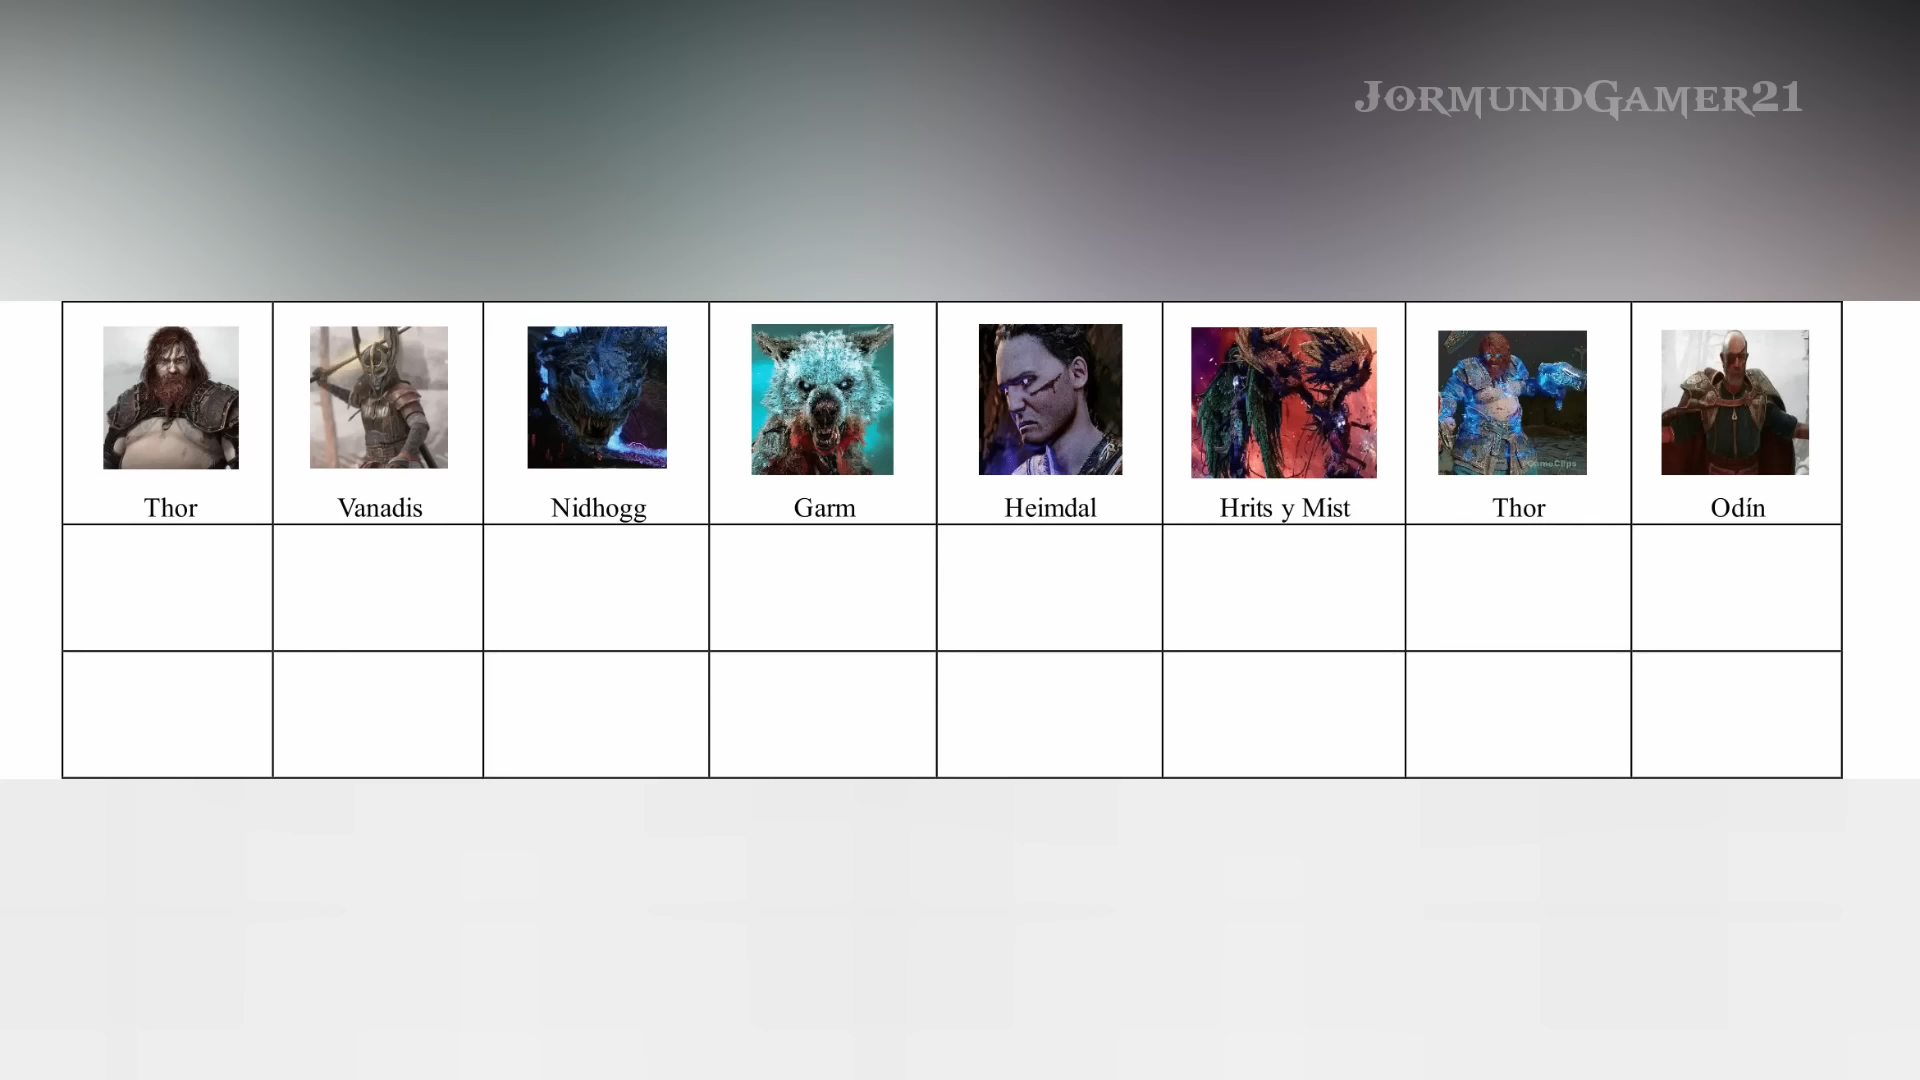 JormundGamer21
Thor
Vanadis
Nidhogg
Garm
Heimdal
Hrits y Mist
Thor
Odín